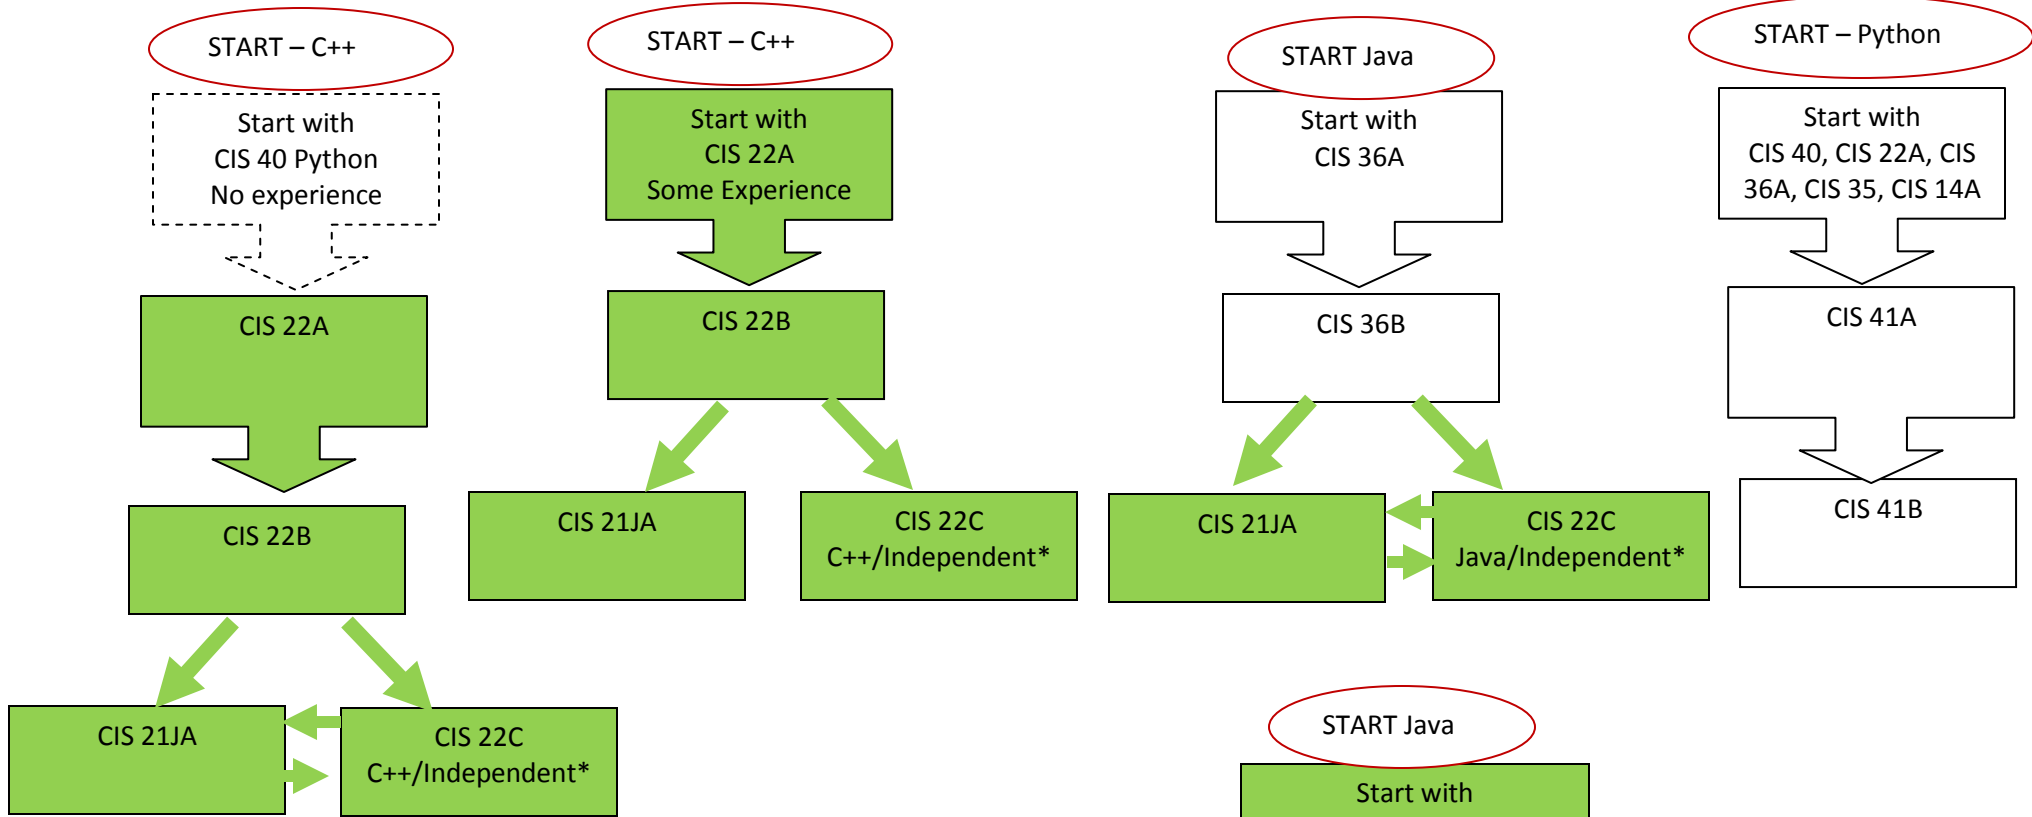 START – C++
Start with
CIS 40 Python
No experience
CIS 22A
CIS 22B
CIS 21JA
CIS 22C
C++/Independent*
START – C++
Start with
CIS 22A
Some Experience
CIS 22B
CIS 21JA
CIS 22C
C++/Independent*
START Java
Start with
CIS 36A
CIS 36B
CIS 21JA
CIS 22C
Java/Independent*
START – Python
Start with
CIS 40, CIS 22A, CIS
36A, CIS 35, CIS 14A
CIS 41A
CIS 41B
START Java
Start with